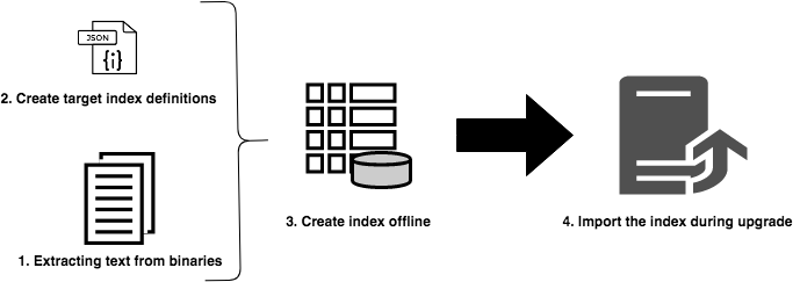 JSON
{i}
2. Create target index definitions
1. Extracting text from binaries
3. Create index offline
4. Import the index during upgrade